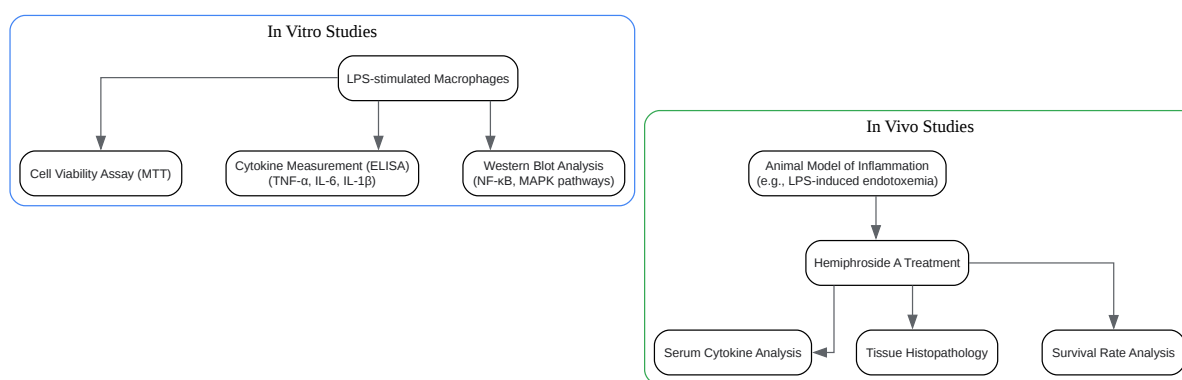 In Vitro Studies
LPS-stimulated Macrophages
Cell Viability Assay (MTT)
Cytokine Measurement (ELISA)
(TNF-α, IL-6, IL-1β)
Western Blot Analysis
(NF-κB, MAPK pathways)
In Vivo Studies
Animal Model of Inflammation
(e.g., LPS-induced endotoxemia)
Hemiphroside A Treatment
Serum Cytokine Analysis
Tissue Histopathology
Survival Rate Analysis